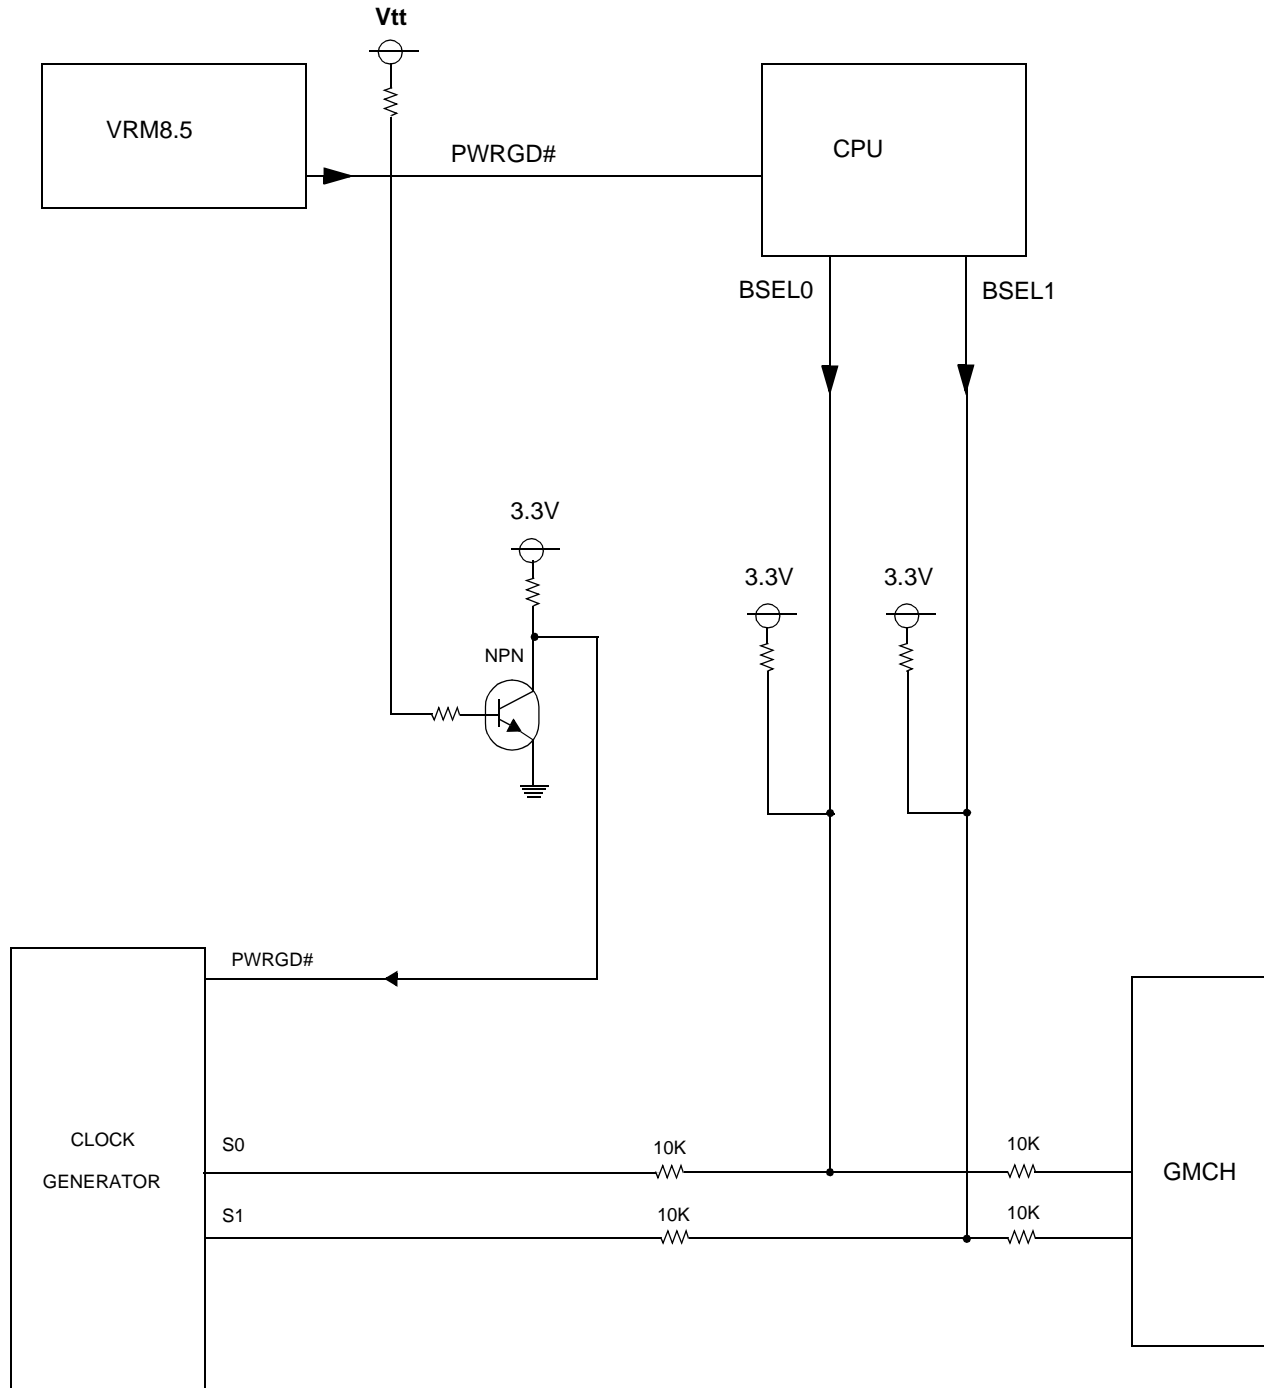 Vtt
VRM8.5
PWRGD#
CPU
BSEL0
BSEL1
3.3V
3.3V
3.3V
NPN
PWRGD#
CLOCK
GENERATOR
S0
10K
10K
GMCH
S1
10K
10K